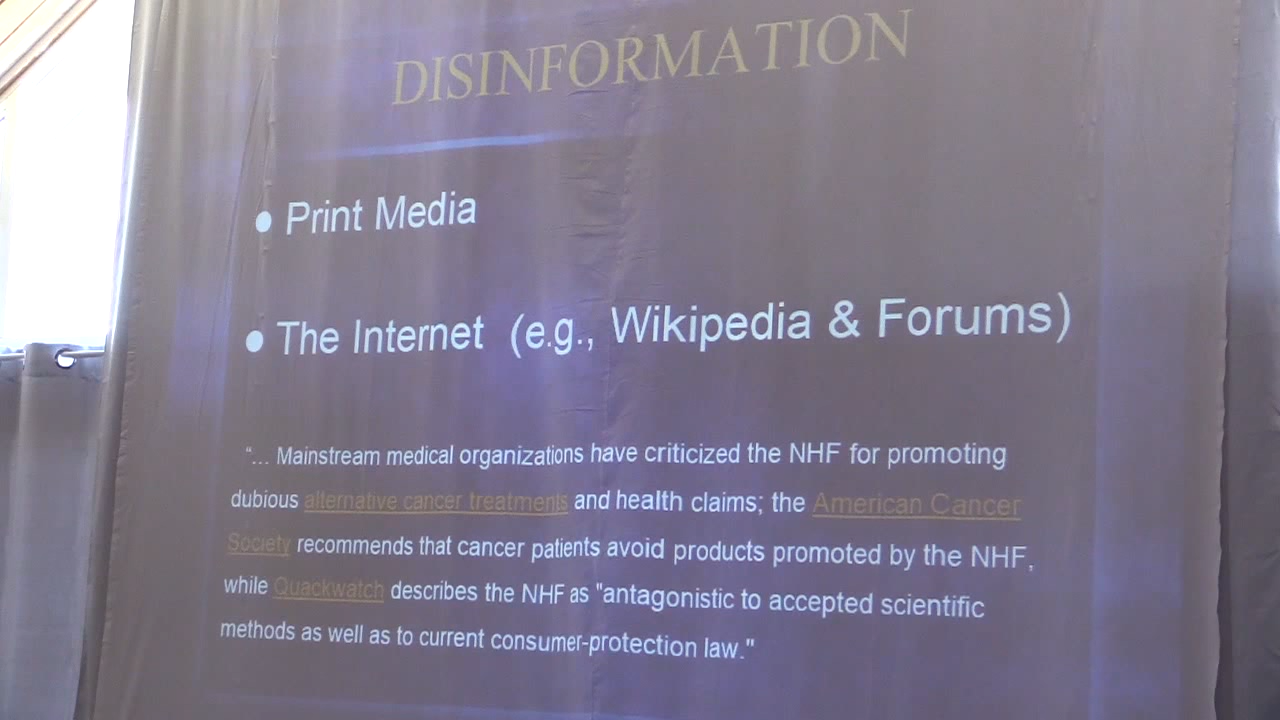 DISINFORMATION
● Print Media
● The Internet (e.g., Wikipedia & Forums)
“... Mainstream medical organizations have criticized the NHF for promoting
dubious alternative cancer treatments and health claims; the American Cancer
Society recommends that cancer patients avoid products promoted by the NHF,
while Quackwatch describes the NHF as "antagonistic to accepted scientific
methods as well as to current consumer-protection law."